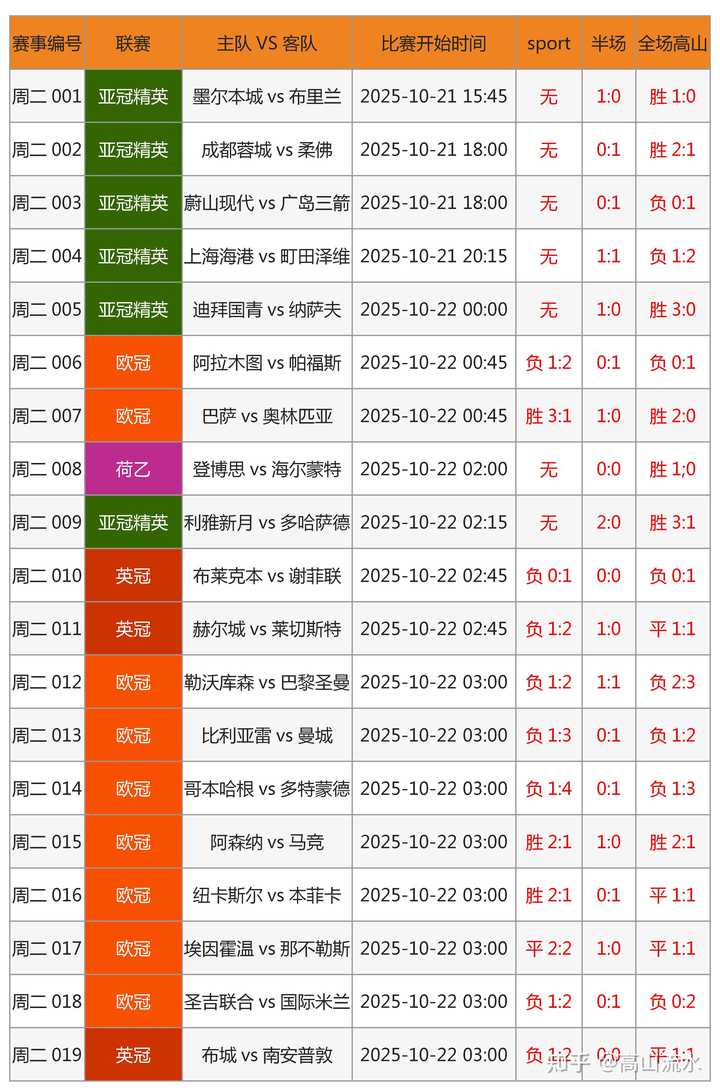 赛事编号 联赛 主队 VS 客队 比赛开始时间 sport 半场 全场高山
周二 001 亚冠精英 墨尔本城 vs 布里兰 2025-10-21 15:45 无 1:0 胜 1:0
周二 002 亚冠精英 成都蓉城 vs 柔佛 2025-10-21 18:00 无 0:1 胜 2:1
周二 003 亚冠精英 蔚山现代 vs 广岛三箭 2025-10-21 18:00 无 0:1 负 0:1
周二 004 亚冠精英 上海海港 vs 町田泽维 2025-10-21 20:15 无 1:1 负 1:2
周二 005 亚冠精英 迪拜国青 vs 纳萨夫 2025-10-22 00:00 无 1:0 胜 3:0
周二 006 欧冠 阿拉木图 vs 帕福斯 2025-10-22 00:45 负 1:2 0:1 负 0:1
周二 007 欧冠 巴萨 vs 奥林匹亚 2025-10-22 00:45 胜 3:1 1:0 胜 2:0
周二 008 荷乙 登博思 vs 海尔蒙特 2025-10-22 02:00 无 0:0 胜 1;0
周二 009 亚冠精英 利雅新月 vs 多哈萨德 2025-10-22 02:15 无 2:0 胜 3:1
周二 010 英冠 布莱克本 vs 谢菲联 2025-10-22 02:45 负 0:1 0:0 负 0:1
周二 011 英冠 赫尔城 vs 莱切斯特 2025-10-22 02:45 负 1:2 1:0 平 1:1
周二 012 欧冠 勒沃库森 vs 巴黎圣曼 2025-10-22 03:00 负 1:2 1:1 负 2:3
周二 013 欧冠 比利亚雷 vs 曼城 2025-10-22 03:00 负 1:3 0:1 负 1:2
周二 014 欧冠 哥本哈根 vs 多特蒙德 2025-10-22 03:00 负 1:4 0:1 负 1:3
周二 015 欧冠 阿森纳 vs 马竞 2025-10-22 03:00 胜 2:1 1:0 胜 2:1
周二 016 欧冠 纽卡斯尔 vs 本菲卡 2025-10-22 03:00 胜 2:1 0:1 平 1:1
周二 017 欧冠 埃因霍温 vs 那不勒斯 2025-10-22 03:00 平 2:2 1:0 平 1:1
周二 018 欧冠 圣吉联合 vs 国际米兰 2025-10-22 03:00 负 1:2 0:1 负 0:2
周二 019 英冠 布城 vs 南安普敦 2025-10-22 03:00 负 1:2 0:0 平 1:1
知乎 @高山流水